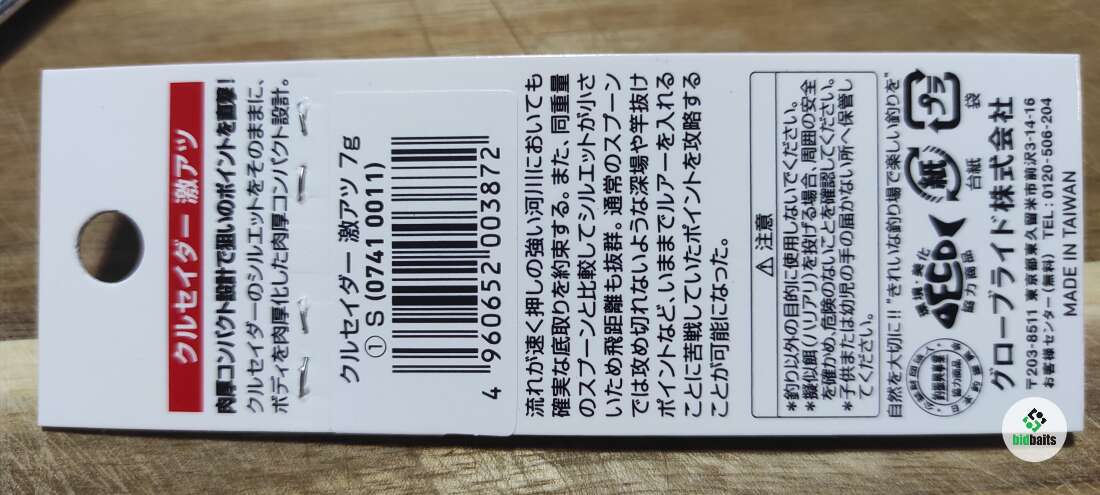 クルセイダー 激アツ
肉厚コンパクト設計で狙いのポイントを直撃!
クルセイダーのシルエットをそのままに、
ボディを肉厚化した肉厚コンパクト設計。
クルセイダー 激アツ 7g
① S (0741 0011)
4 960652 003872
流れが速く押しの強い河川においても
確実な底取りを約束する。また、同重量
のスプーンと比較してシルエットが小さ
いため飛距離も抜群。通常のスプーン
では攻め切れないような深場や竿抜け
ポイントなど、いままでルアーを入れる
ことに苦戦していたポイントを攻略する
ことが可能になった。
⚠ 注意
*釣り以外の目的に使用しないでください。
*擬似餌(ハリアリ)を投げる場合、周囲の安全
を確かめ、危険のないことを確認してください。
*子供または幼児の手の届かない所へ保管し
てください。
自然を大切に!! "きれいな釣り場で楽しい釣りを"
環境・美化
ECO
協力商品
紙
台紙
プラ
袋
グローブライド株式会社
〒203-8511 東京都東久留米市前沢3-14-16
お客様センター(無料) TEL:0120-506-204
MADE IN TAIWAN
bidbaits